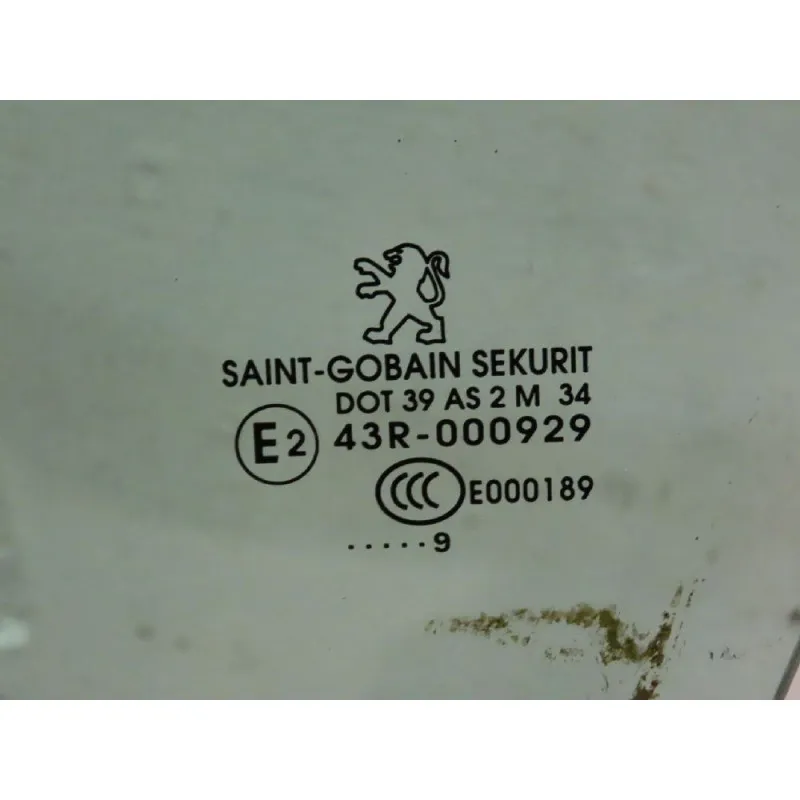 SAINT-GOBAIN SEKURIT
DOT 39 AS 2 M 34
E2 43R-000929
CCC E000189
.....9